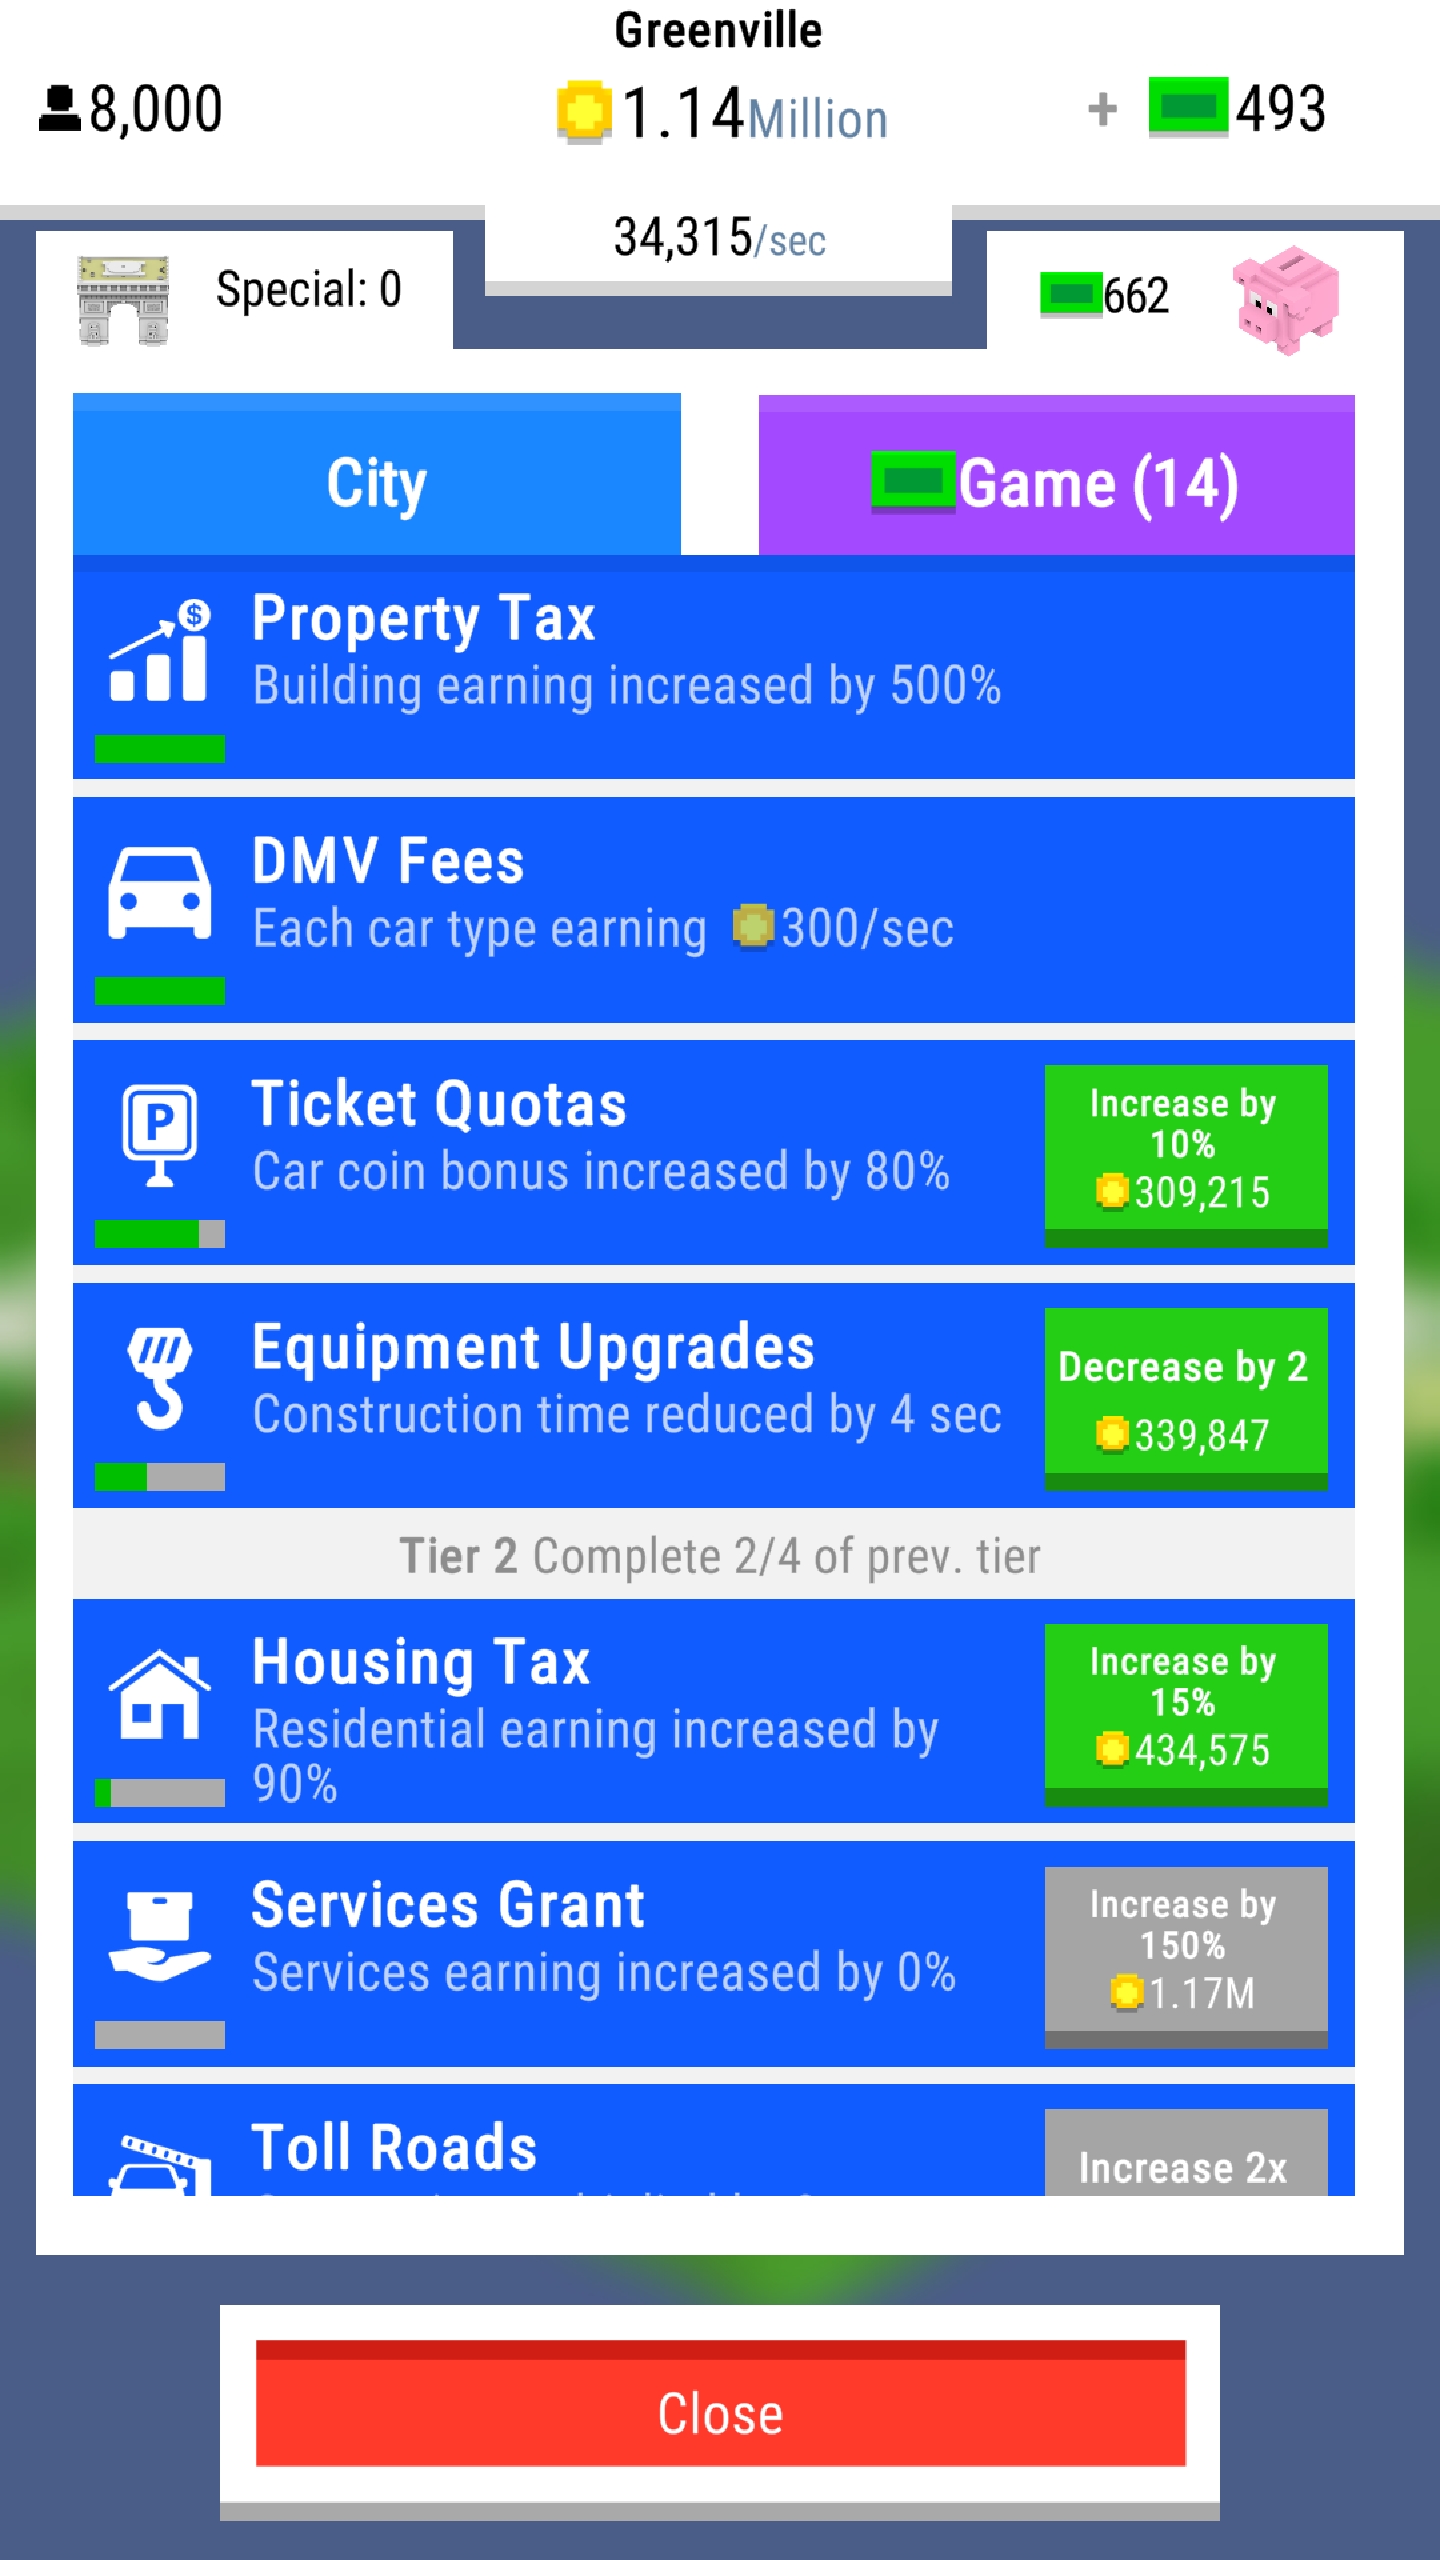 Greenville
8,000
1.14Million
+ 493
34,315/sec
Special: 0
662
City
Game (14)
Property Tax
Building earning increased by 500%
DMV Fees
Each car type earning 300/sec
Ticket Quotas
Car coin bonus increased by 80%
Increase by
10%
309,215
Equipment Upgrades
Construction time reduced by 4 sec
Decrease by 2
339,847
Tier 2 Complete 2/4 of prev. tier
Housing Tax
Residential earning increased by
90%
Increase by
15%
434,575
Services Grant
Services earning increased by 0%
Increase by
150%
1.17M
Toll Roads
Increase 2x
Close